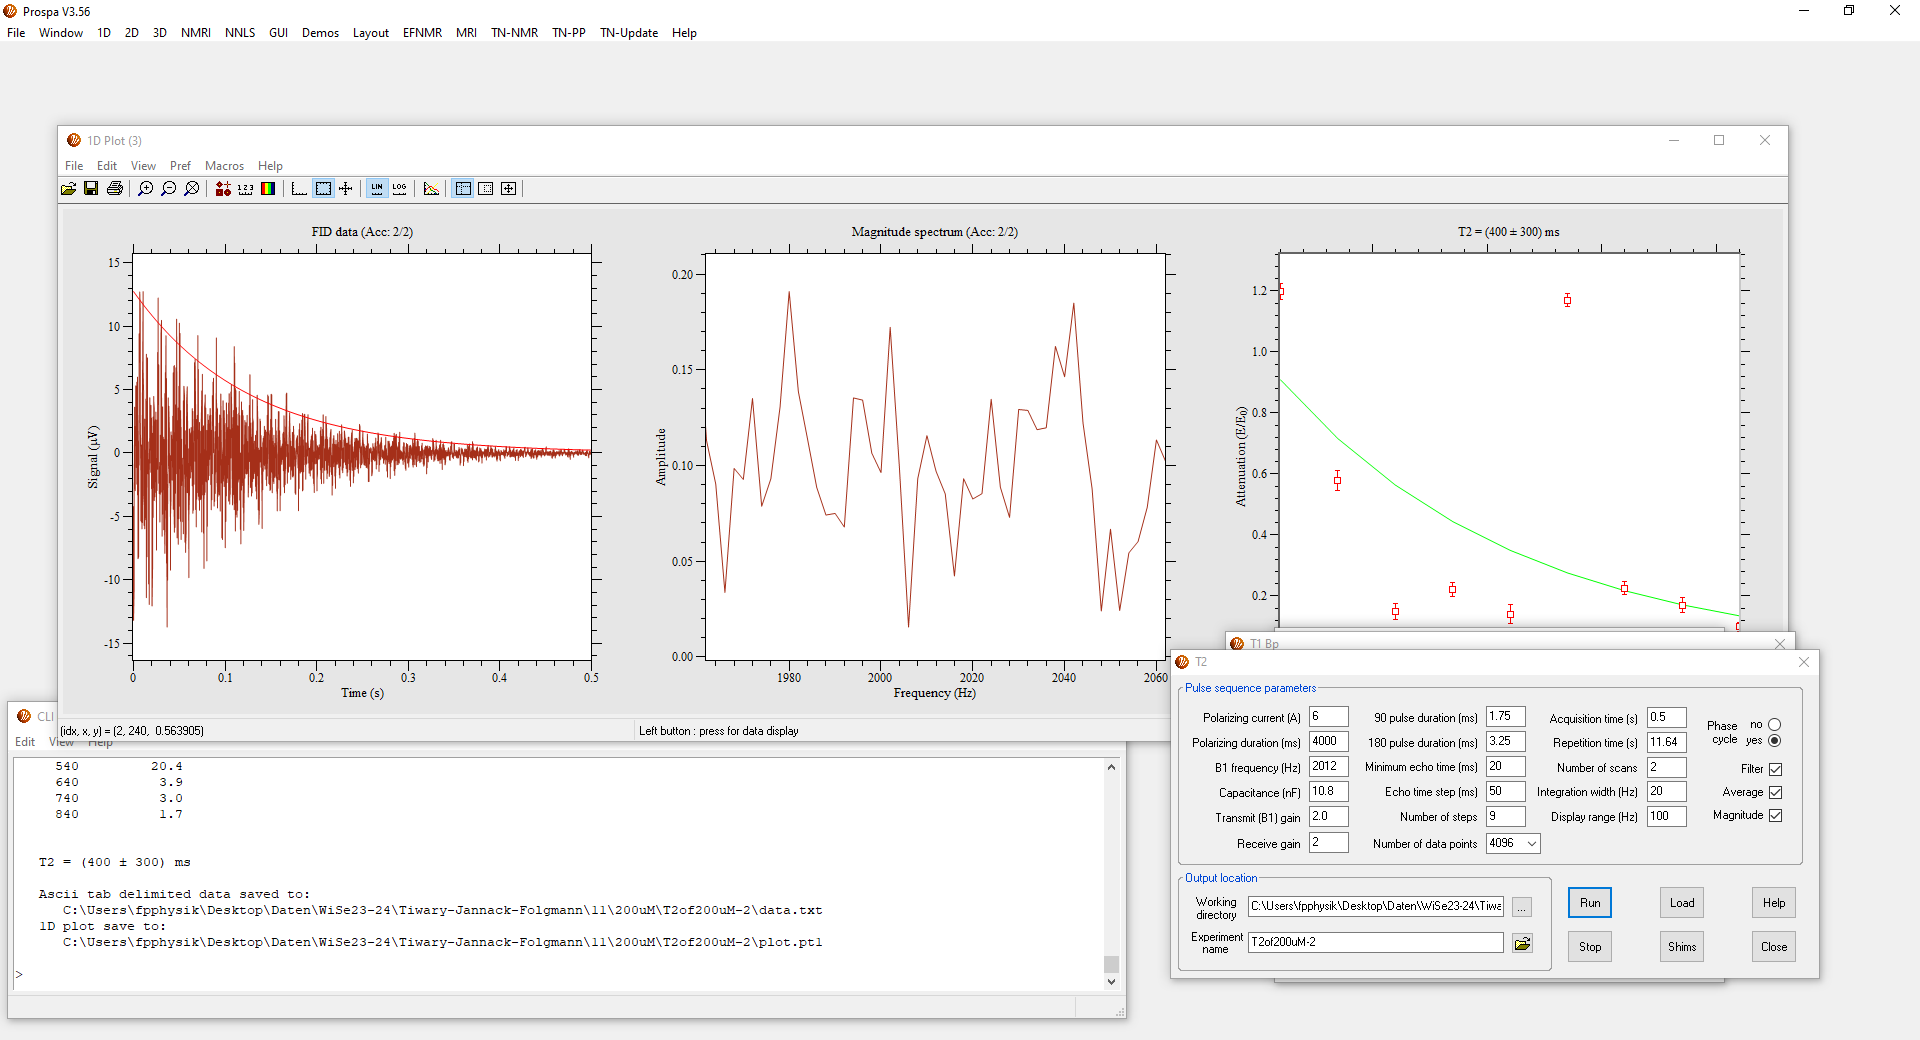 Prospa V3.56
File Window 1D 2D 3D NMRI NNLS GUI Demos Layout EFNMR MRI TN-NMR TN-PP TN-Update Help
1D Plot (3)
File Edit View Pref Macros Help
1 2 3
LIN LOG
FID data (Acc: 2/2)
15
10
5
0
-5
-10
-15
Signal (µV)
0 0.1 0.2 0.3 0.4 0.5
Time (s)
Magnitude spectrum (Acc: 2/2)
0.20
0.15
0.10
0.05
0.00
Amplitude
1980 2000 2020 2040 2060
Frequency (Hz)
T2 = (400 ± 300) ms
1.2
1.0
0.8
0.6
0.4
0.2
Attenuation (E/E0)
(idx, x, y) = (2, 240, 0.563905)
Left button : press for data display
CLI
Edit View Help
540 20.4
640 3.9
740 3.0
840 1.7
T2 = (400 ± 300) ms
Ascii tab delimited data saved to:
C:\Users\fpphysik\Desktop\Daten\WiSe23-24\Tiwary-Jannack-Folgmann\11\200uM\T2of200uM-2\data.txt
1D plot save to:
C:\Users\fpphysik\Desktop\Daten\WiSe23-24\Tiwary-Jannack-Folgmann\11\200uM\T2of200uM-2\plot.pt1
>
T1 Bp
T2
Pulse sequence parameters
Polarizing current (A) 6
Polarizing duration (ms) 4000
B1 frequency (Hz) 2012
Capacitance (nF) 10.8
Transmit (B1) gain 2.0
Receive gain 2
90 pulse duration (ms) 1.75
180 pulse duration (ms) 3.25
Minimum echo time (ms) 20
Echo time step (ms) 50
Number of steps 9
Number of data points 4096
Acquisition time (s) 0.5
Repetition time (s) 11.64
Number of scans 2
Integration width (Hz) 20
Display range (Hz) 100
Phase cycle no yes
Filter
Average
Magnitude
Output location
Working directory C:\Users\fpphysik\Desktop\Daten\WiSe23-24\Tiwa
...
Experiment name T2of200uM-2
Run Load Help
Stop Shims Close